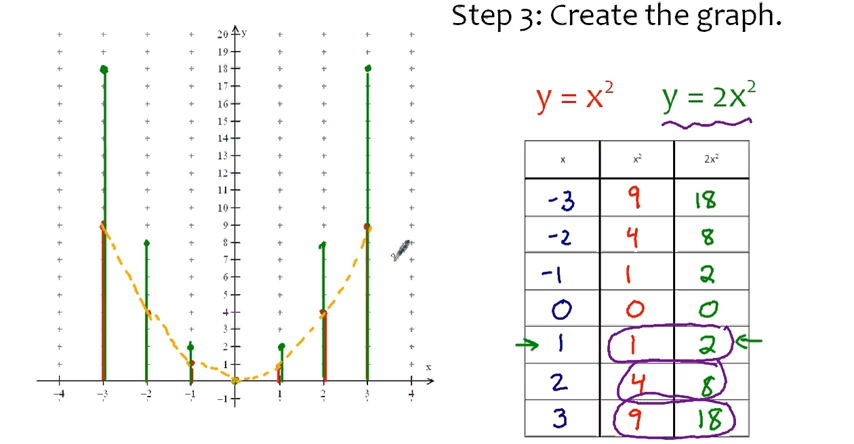 Step 3: Create the graph.
y = x²
y = 2x²
x x² 2x²
-3 9 18
-2 4 8
-1 1 2
0 0 0
1 1 2
2 4 8
3 9 18
y
20
19
18
17
16
15
14
13
12
11
10
9
8
7
6
5
4
3
2
1
x
-4 -3 -2 -1 1 2 3 4
-1